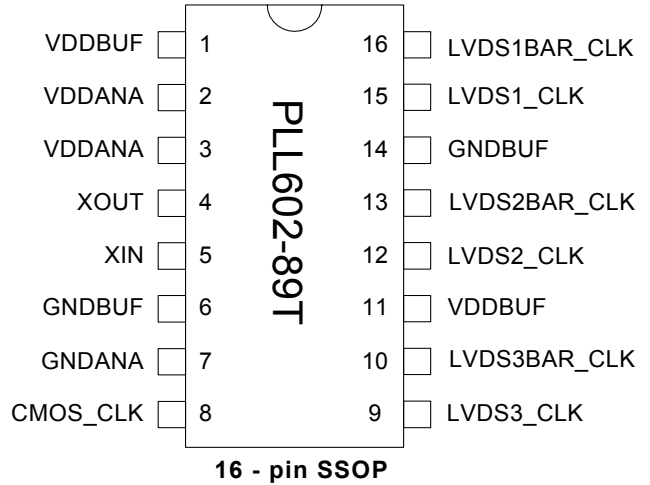 VDDBUF 1 16 LVDS1BAR_CLK
VDDANA 2 15 LVDS1_CLK
VDDANA 3 14 GNDBUF
XOUT 4 13 LVDS2BAR_CLK
XIN 5 12 LVDS2_CLK
GNDBUF 6 11 VDDBUF
GNDANA 7 10 LVDS3BAR_CLK
CMOS_CLK 8 9 LVDS3_CLK
PLL602-89T
16 - pin SSOP